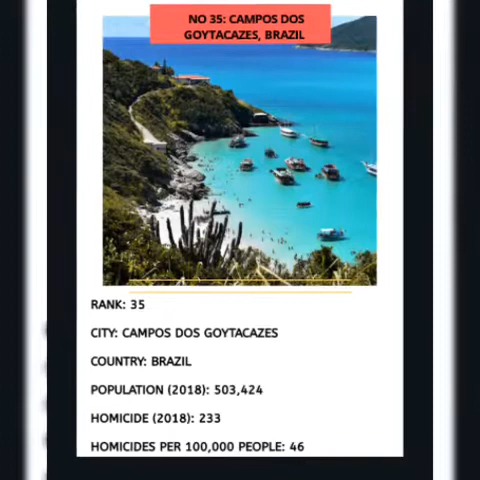 NO 35: CAMPOS DOS
GOYTACAZES, BRAZIL
RANK: 35
CITY: CAMPOS DOS GOYTACAZES
COUNTRY: BRAZIL
POPULATION (2018): 503,424
HOMICIDE (2018): 233
HOMICIDES PER 100,000 PEOPLE: 46